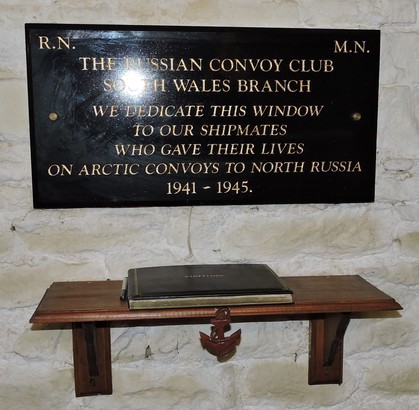 R.N. M.N.
THE RUSSIAN CONVOY CLUB
SOUTH WALES BRANCH
WE DEDICATE THIS WINDOW
TO OUR SHIPMATES
WHO GAVE THEIR LIVES
ON ARCTIC CONVOYS TO NORTH RUSSIA
1941 - 1945.